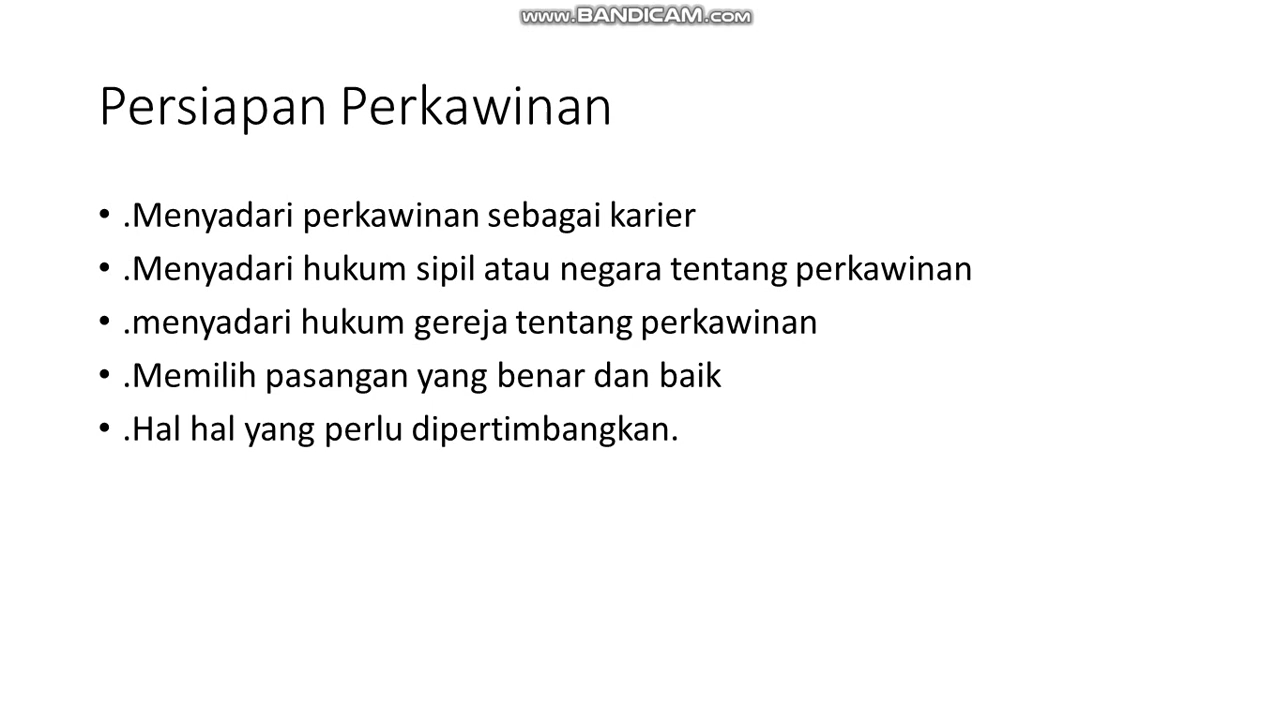 www.BANDICAM.com
Persiapan Perkawinan
• .Menyadari perkawinan sebagai karier
• .Menyadari hukum sipil atau negara tentang perkawinan
• .menyadari hukum gereja tentang perkawinan
• .Memilih pasangan yang benar dan baik
• .Hal hal yang perlu dipertimbangkan.